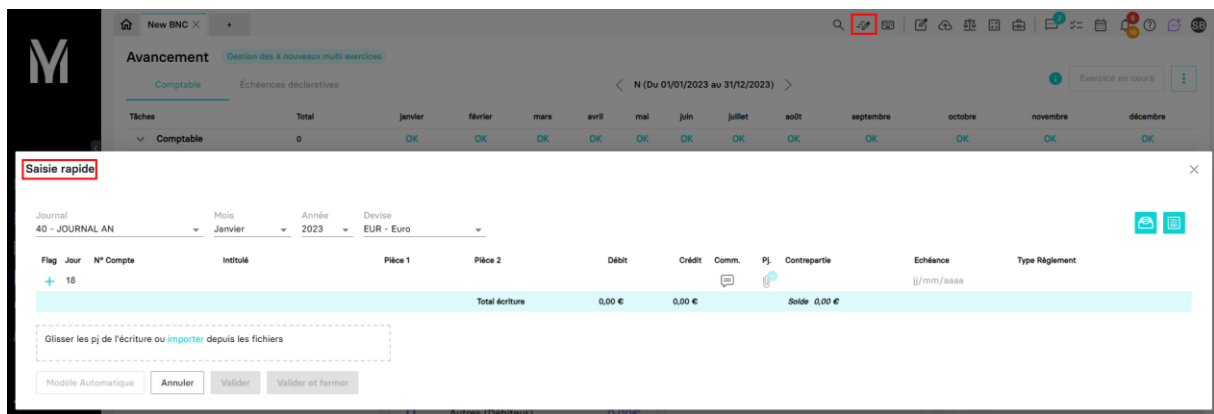 New BNC
+
SB
Avancement Gestion des à nouveaux multi exercices
Comptable Échéances déclaratives N (Du 01/01/2023 au 31/12/2023) Exercice en cours
Tâches Total janvier février mars avril mai juin juillet août septembre octobre novembre décembre
Comptable 0 OK OK OK OK OK OK OK OK OK OK OK OK
Saisie rapide
Journal Mois Année Devise
40 - JOURNAL AN Janvier 2023 EUR - Euro
Flag Jour N° Compte Intitulé Pièce 1 Pièce 2 Débit Crédit Comm. Pj. Contrepartie Echéance Type Règlement
+ 18 jj/mm/aaaa
Total écriture 0,00 € 0,00 € Solde 0,00 €
Glisser les pj de l'écriture ou importer depuis les fichiers
Modèle Automatique Annuler Valider Valider et fermer
Autres (Débiteur) 0,00€